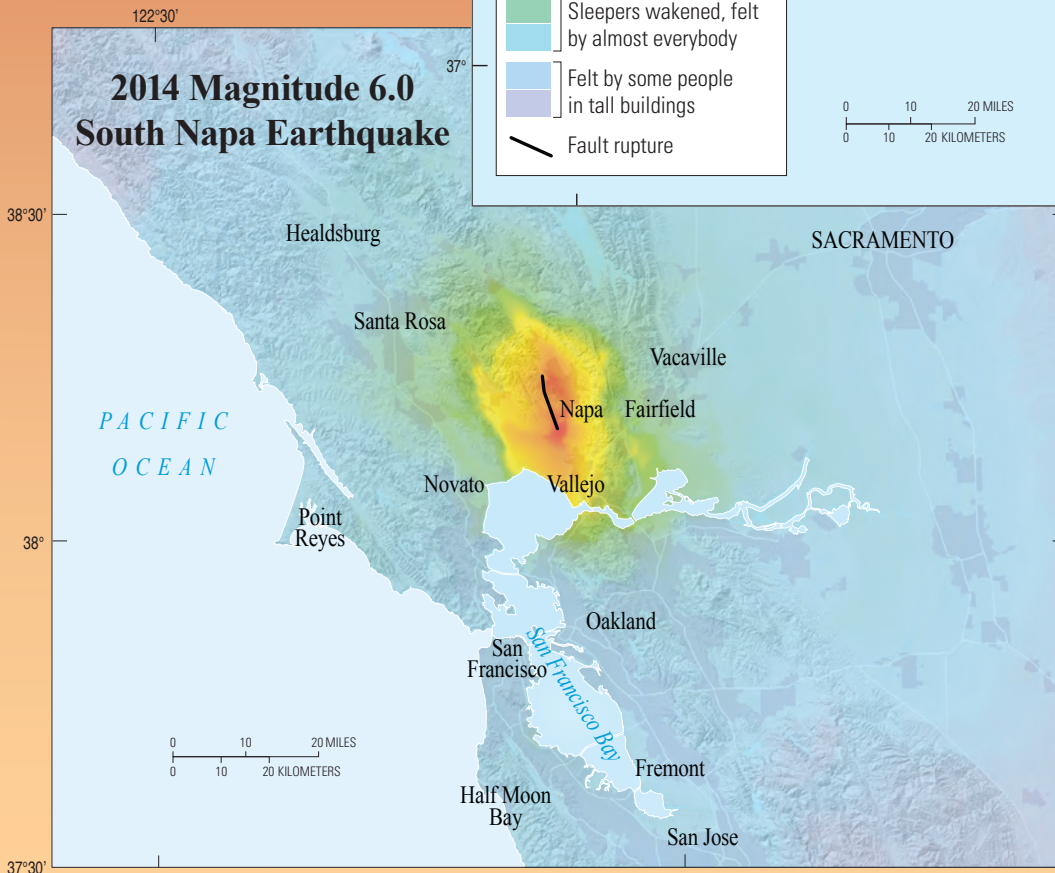 122°30'
2014 Magnitude 6.0
South Napa Earthquake
Sleepers wakened, felt
by almost everybody
37°
Felt by some people
in tall buildings
Fault rupture
0 10 20 MILES
0 10 20 KILOMETERS
38°30'
Healdsburg
SACRAMENTO
Santa Rosa
Vacaville
PACIFIC
OCEAN
Napa
Fairfield
Novato
Vallejo
Point
Reyes
38°
Oakland
San
Francisco
San Francisco Bay
0 10 20 MILES
0 10 20 KILOMETERS
Fremont
Half Moon
Bay
San Jose
37°30'